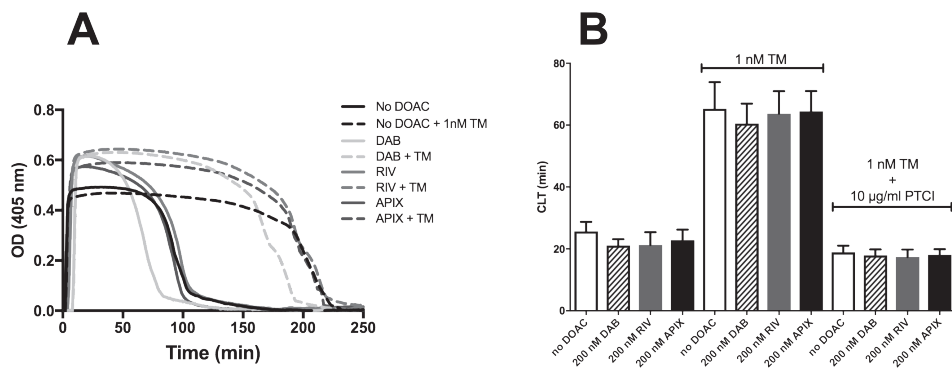 A
B
0.8
0.6
0.4
0.2
0.0
OD (405 nm)
0
50
100
150
200
250
Time (min)
No DOAC
No DOAC + 1nM TM
DAB
DAB + TM
RIV
RIV + TM
APIX
APIX + TM
80
60
40
20
0
CLT (min)
1 nM TM
1 nM TM
+
10 µg/ml PTCI
no DOAC
200 nM DAB
200 nM RIV
200 nM APIX
no DOAC
200 nM DAB
200 nM RIV
200 nM APIX
no DOAC
200 nM DAB
200 nM RIV
200 nM APIX